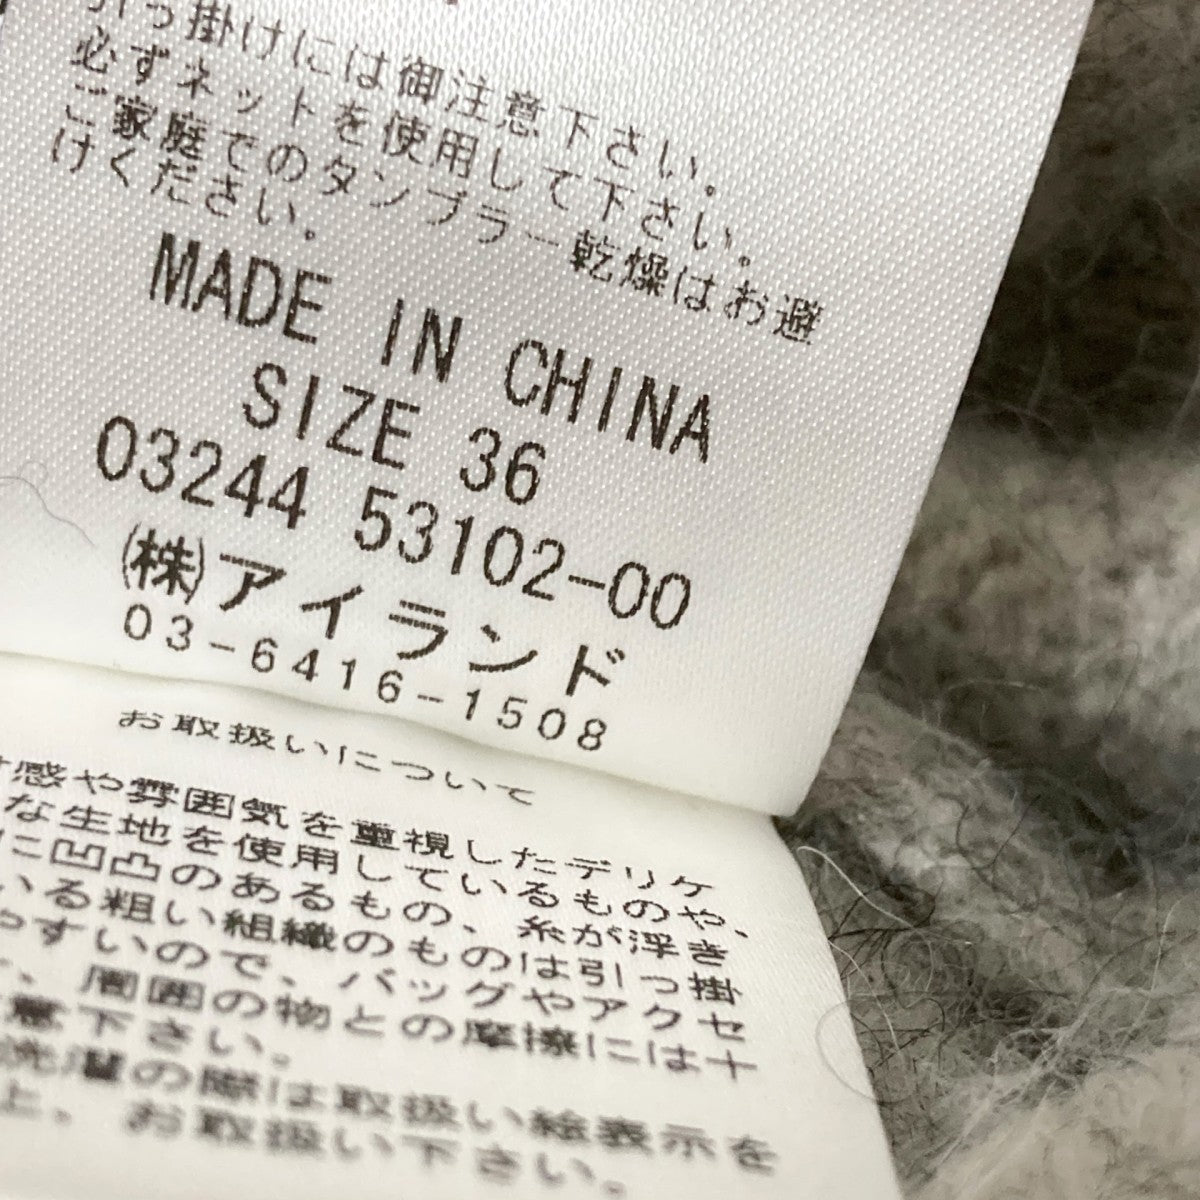 引っ掛けには御注意下さい。
必ずネットを使用して下さい。
ご家庭でのタンブラー乾燥はお避
けください。
MADE IN CHINA
SIZE 36
03244 53102-00
(株)アイランド
03-6416-1508
お取扱いについて
感や雰囲気を重視したデリケ
な生地を使用しているものや、
に凹凸のあるもの、糸が浮き
いる粗い組織のものは引っ掛
やすいので、バッグやアクセ
、周囲の物との摩擦には十
意下さい。
洗濯の際は取扱い絵表示を
上、お取扱い下さい。